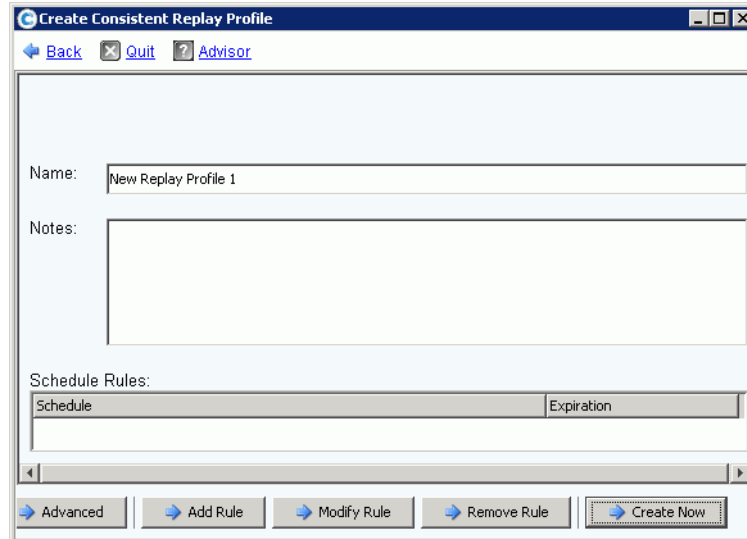 Create Consistent Replay Profile
Back Quit Advisor
Name: New Replay Profile 1
Notes:
Schedule Rules:
Schedule Expiration
Advanced Add Rule Modify Rule Remove Rule Create Now